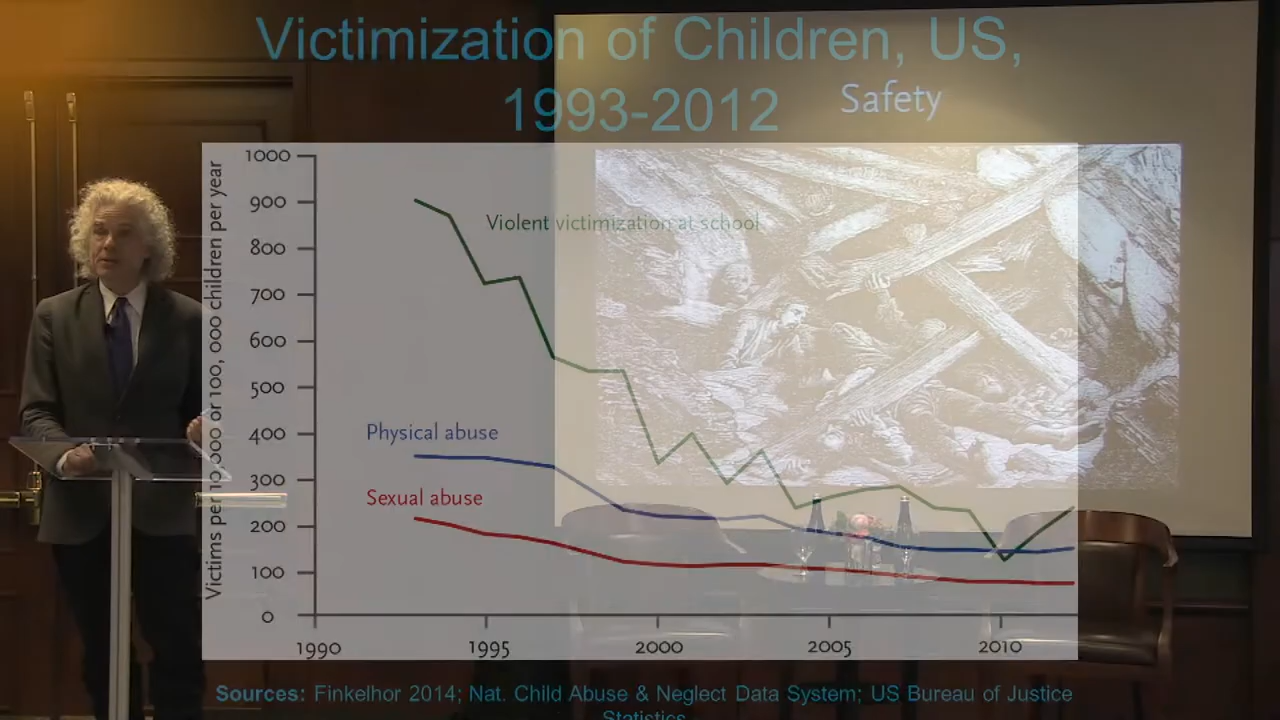 Victimization of Children, US,
1993-2012
Safety
1000
900
800
700
600
500
400
300
200
100
0
Victims per 10,000 or 100, 000 children per year
Violent victimization at school
Physical abuse
Sexual abuse
1990
1995
2000
2005
2010
Sources: Finkelhor 2014; Nat. Child Abuse & Neglect Data System; US Bureau of Justice
Statistics